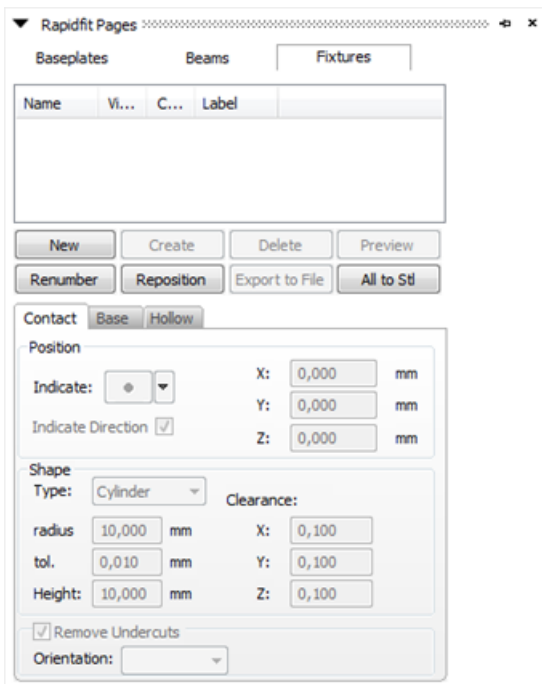 Rapidfit Pages
Baseplates Beams Fixtures
Name Vi... C... Label
New Create Delete Preview
Renumber Reposition Export to File All to Stl
Contact Base Hollow
Position
Indicate: X: 0,000 mm
Y: 0,000 mm
Indicate Direction
Z: 0,000 mm
Shape
Type: Cylinder Clearance:
radius 10,000 mm X: 0,100
tol. 0,010 mm Y: 0,100
Height: 10,000 mm Z: 0,100
Remove Undercuts
Orientation: